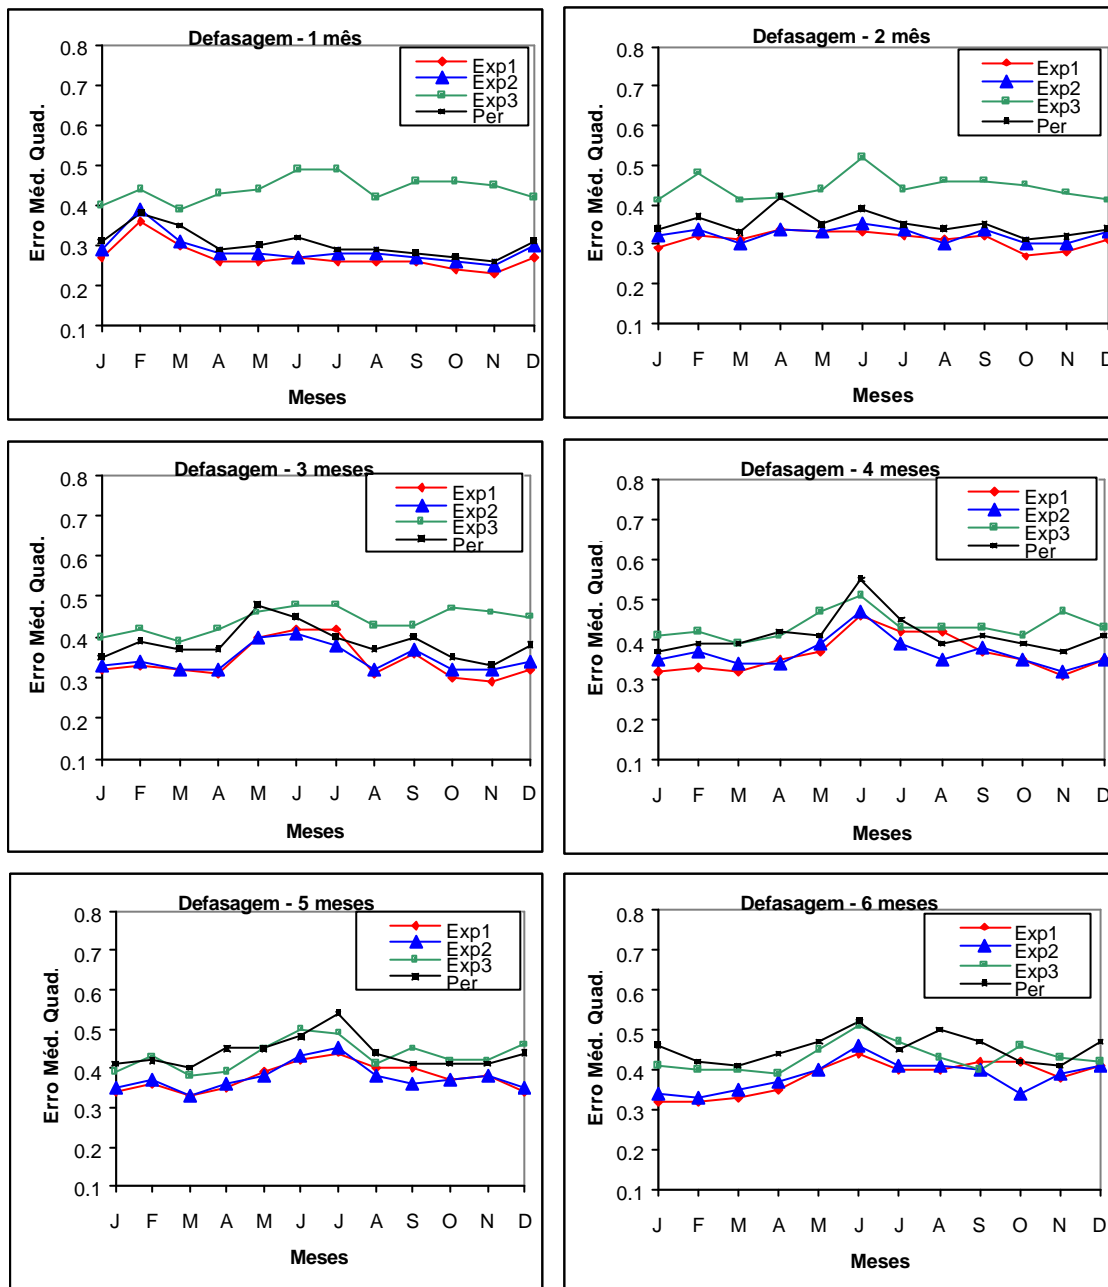 Defasagem - 1 mês
Erro Méd. Quad.
0.8
0.7
0.6
0.5
0.4
0.3
0.2
0.1
Exp1
Exp2
Exp3
Per
J F M A M J J A S O N D
Meses
Defasagem - 2 mês
Erro Méd. Quad.
0.8
0.7
0.6
0.5
0.4
0.3
0.2
0.1
Exp1
Exp2
Exp3
Per
J F M A M J J A S O N D
Meses
Defasagem - 3 meses
Erro Méd. Quad.
0.8
0.7
0.6
0.5
0.4
0.3
0.2
0.1
Exp1
Exp2
Exp3
Per
J F M A M J J A S O N D
Meses
Defasagem - 4 meses
Erro Méd. Quad.
0.8
0.7
0.6
0.5
0.4
0.3
0.2
0.1
Exp1
Exp2
Exp3
Per
J F M A M J J A S O N D
Meses
Defasagem - 5 meses
Erro Méd. Quad.
0.8
0.7
0.6
0.5
0.4
0.3
0.2
0.1
Exp1
Exp2
Exp3
Per
J F M A M J J A S O N D
Meses
Defasagem - 6 meses
Erro Méd. Quad.
0.8
0.7
0.6
0.5
0.4
0.3
0.2
0.1
Exp1
Exp2
Exp3
Per
J F M A M J J A S O N D
Meses